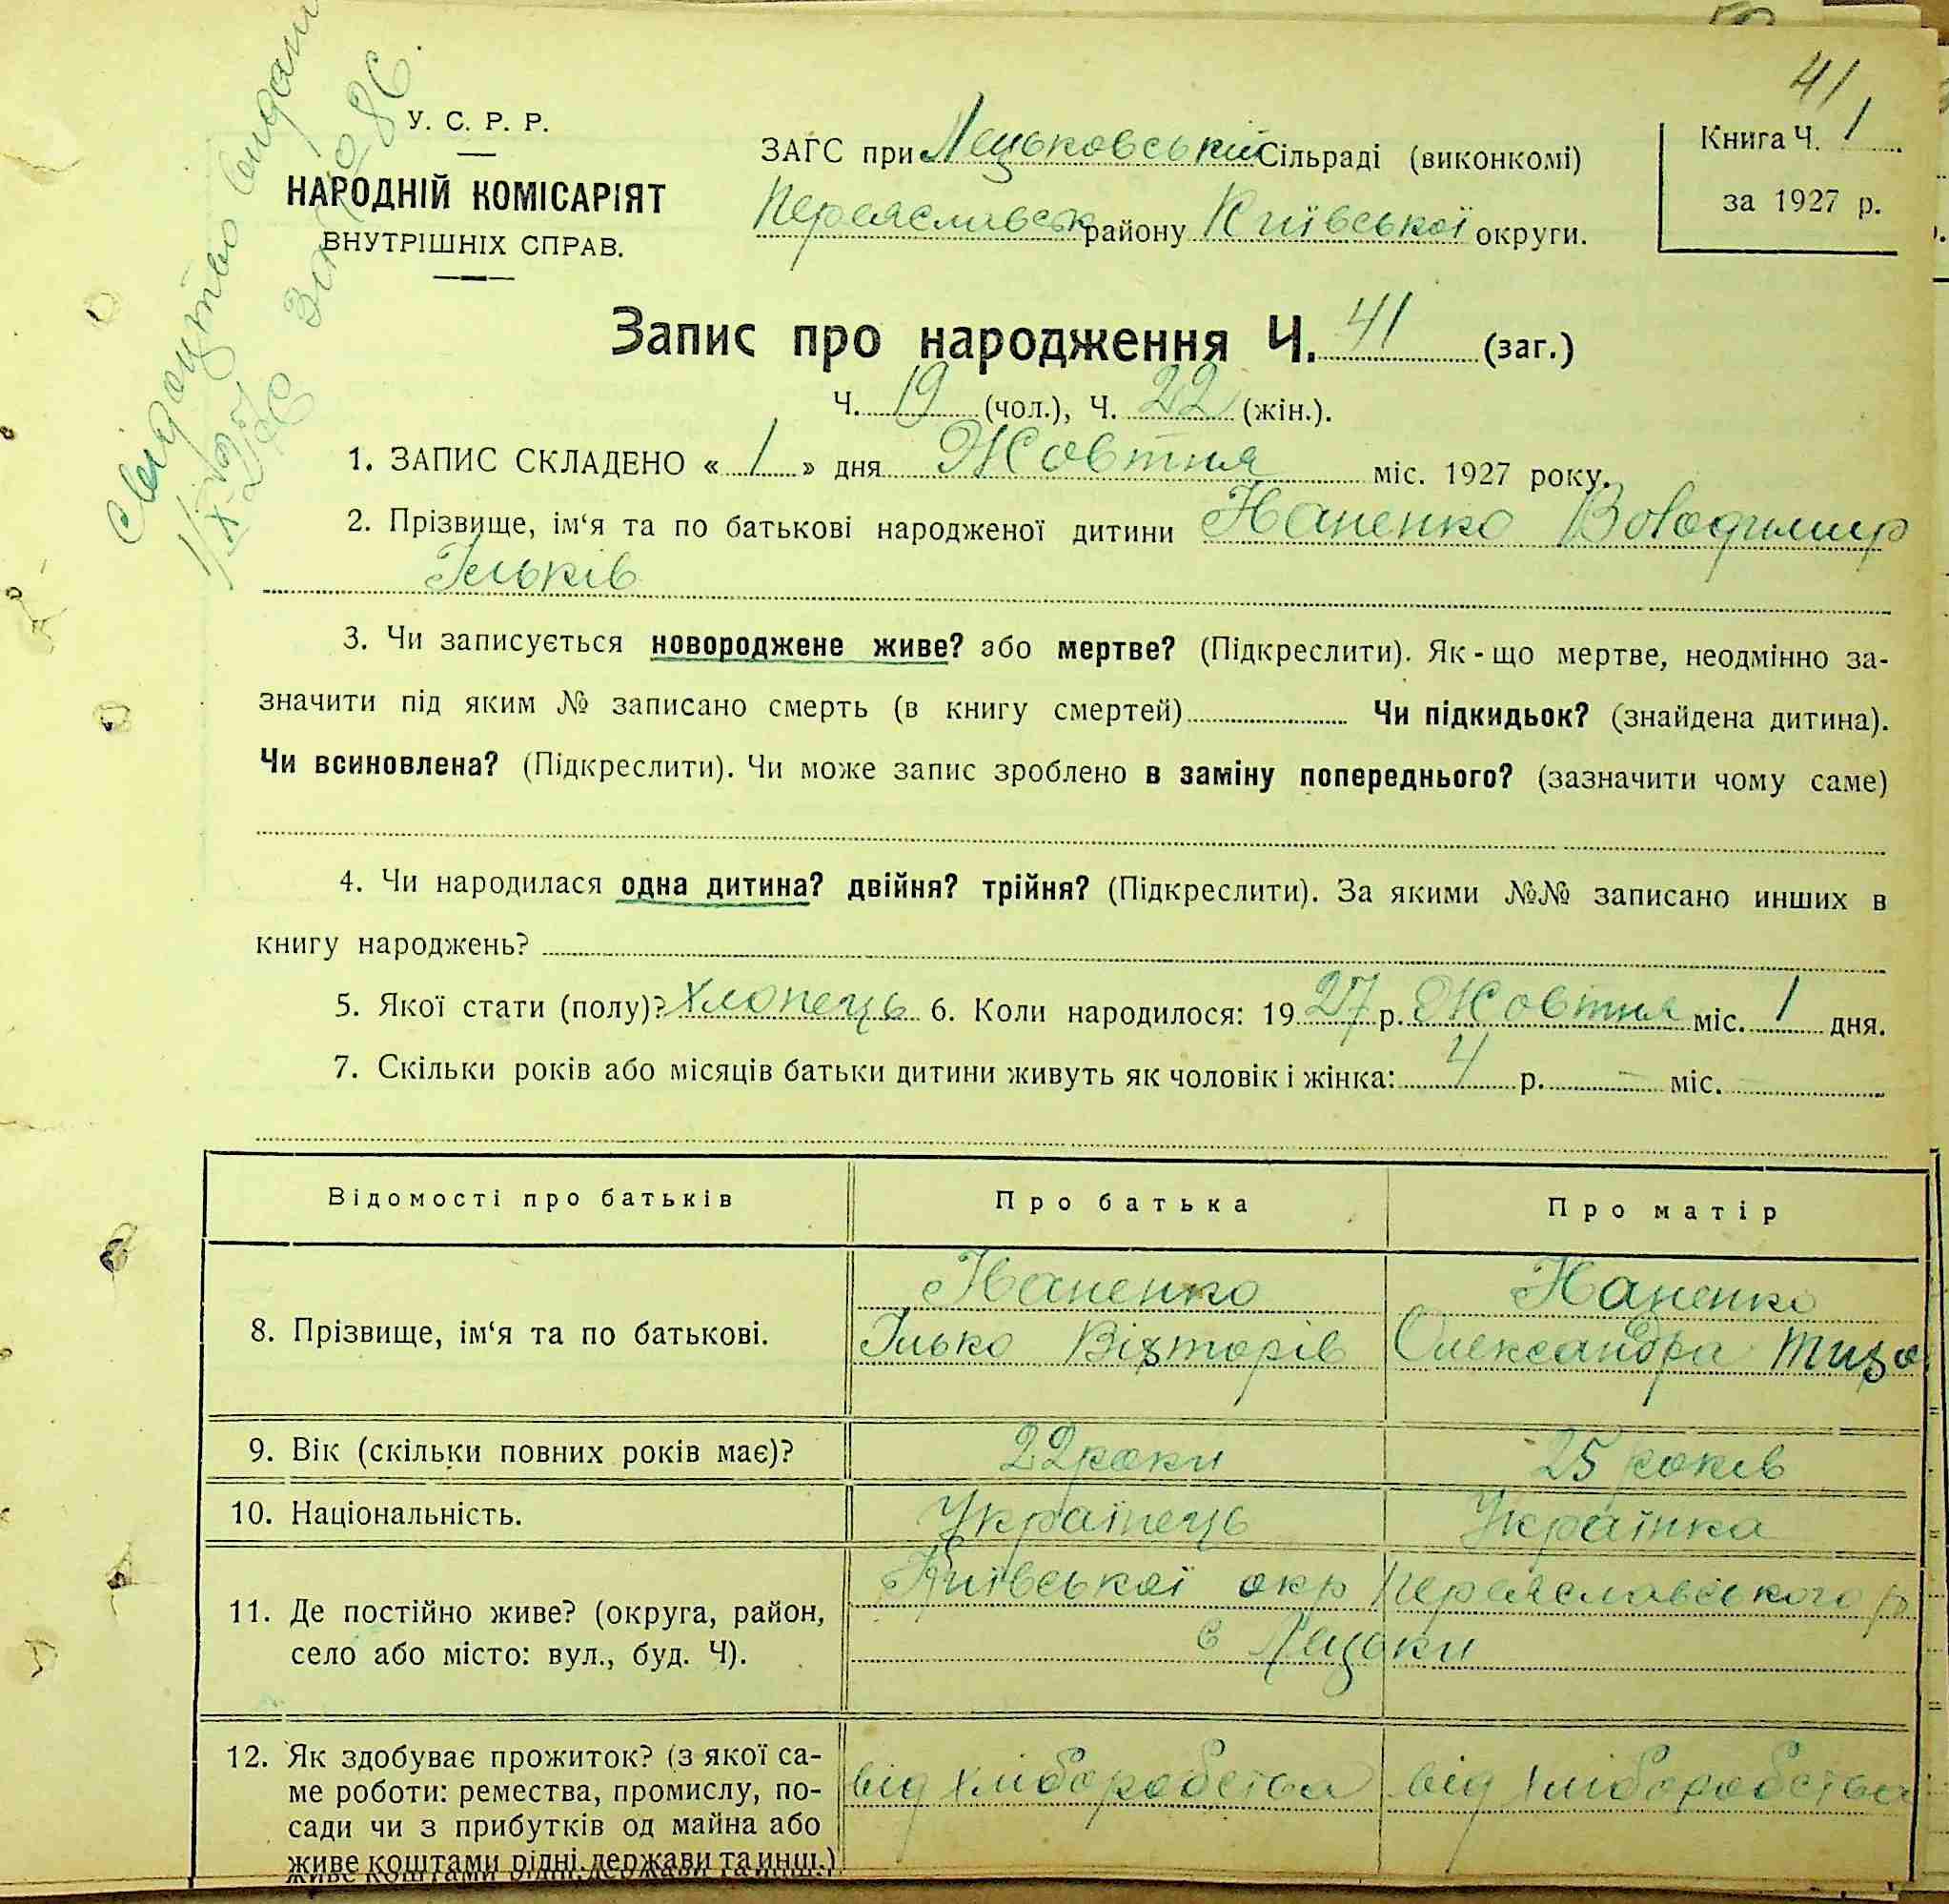 41
У. С. Р. Р.
НАРОДНІЙ КОМІСАРІЯТ
ВНУТРІШНІХ СПРАВ.
ЗАГС при Лецьковській Сільраді (виконкомі)
Переяславськ району Київської округи.
Книга Ч. 1
за 1927 р.
Запис про народження Ч. 41 (заг.)
Ч. 19 (чол.), Ч. 22 (жін.).
1. ЗАПИС СКЛАДЕНО « 1 » дня Жовтня міс. 1927 року.
2. Прізвище, ім‘я та по батькові народженої дитини Наненко Володимир
Ільків
3. Чи записується новороджене живе? або мертве? (Підкреслити). Як-що мертве, неодмінно за-
значити під яким № записано смерть (в книгу смертей) Чи підкидьок? (знайдена дитина).
Чи всиновлена? (Підкреслити). Чи може запис зроблено в заміну попереднього? (зазначити чому саме)
4. Чи народилася одна дитина? двійня? трійня? (Підкреслити). За якими №№ записано инших в
книгу народжень?
5. Якої стати (полу)? хлопець 6. Коли народилося: 1927 р. Жовтня міс. 1 дня.
7. Скільки років або місяців батьки дитини живуть як чоловік і жінка: 4 р. – міс. –
Відомості про батьків Про батька Про матір
8. Прізвище, ім‘я та по батькові.
Наненко
Ілько Вікторів
Наненко
Олександра
9. Вік (скільки повних років має)? 22 роки 25 років
10. Національність. Українець Українка
11. Де постійно живе? (округа, район,
село або місто: вул., буд. Ч).
Київської окр Переяславського р
с Лецьки
12. Як здобуває прожиток? (з якої са-
ме роботи: ремества, промислу, по-
сади чи з прибутків од майна або
живе коштами рідні, держави та инш.)
від хліборобства від хліборобства